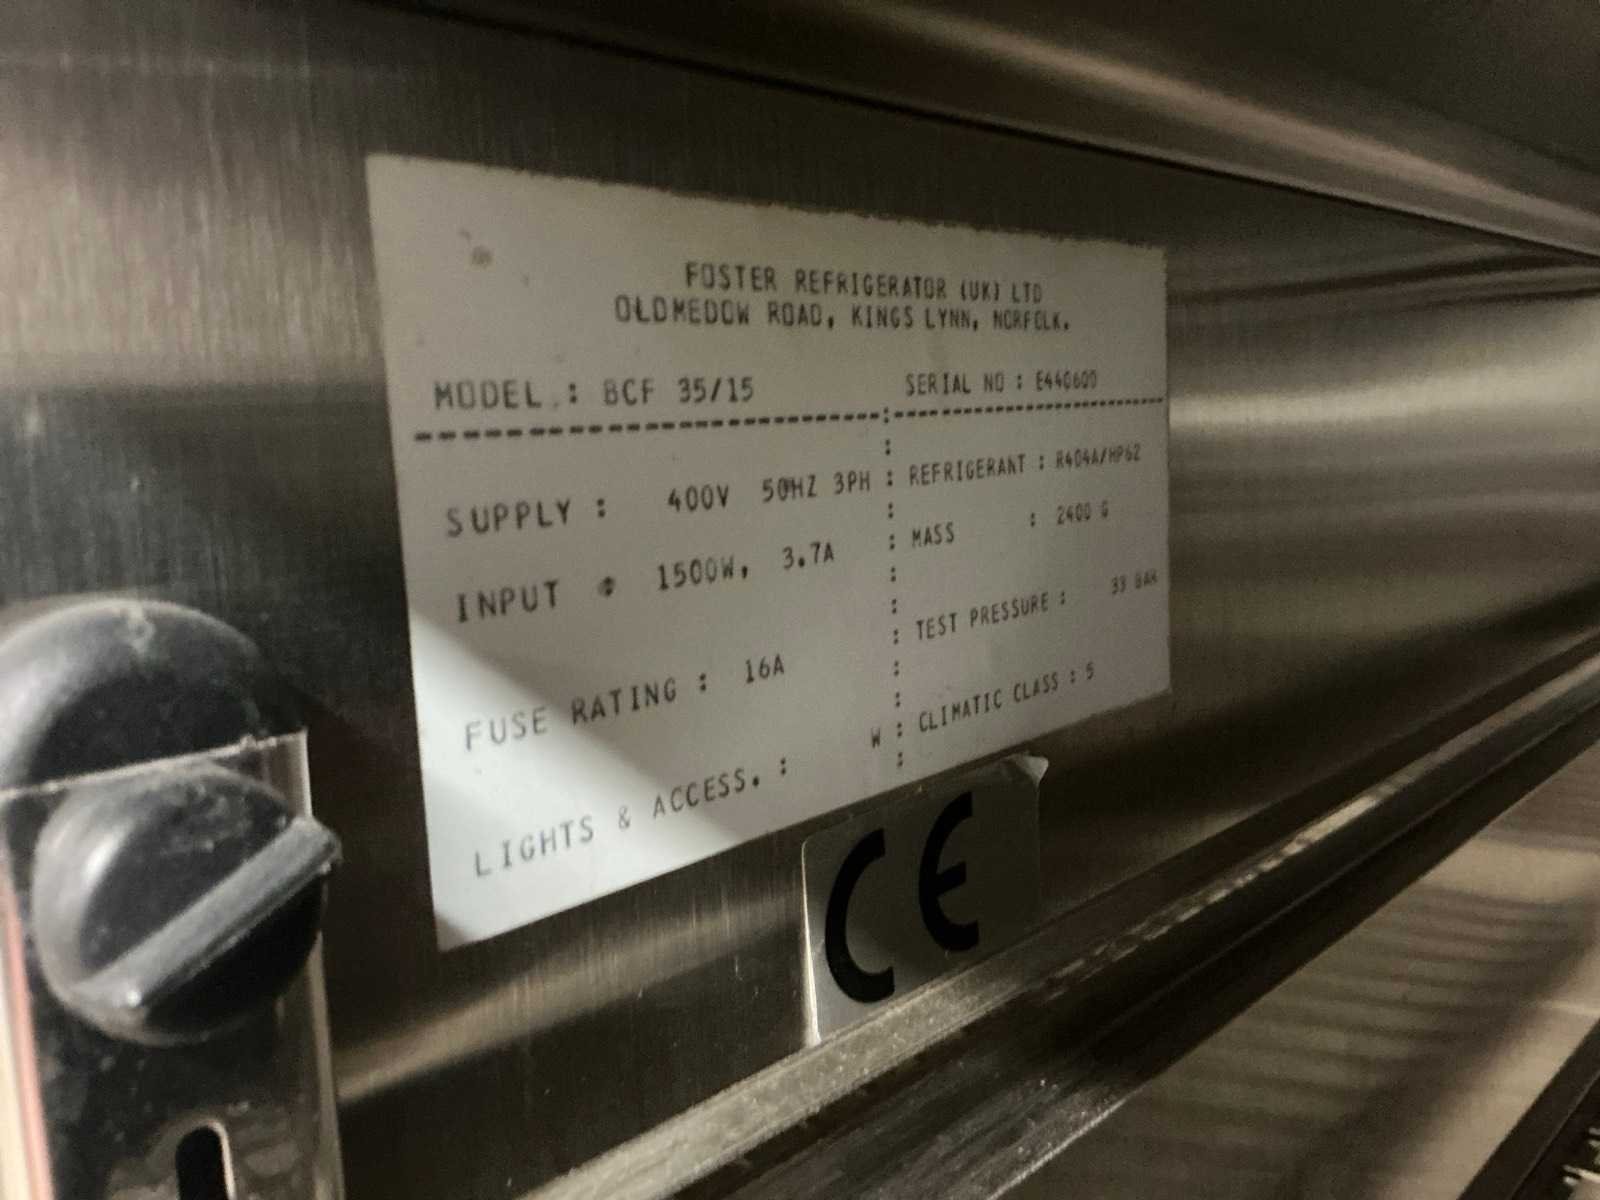 FOSTER REFRIGERATOR (UK) LTD
OLDMEDOW ROAD, KINGS LYNN, NORFOLK.
MODEL : BCF 35/15 SERIAL NO : E440600
SUPPLY : 400V 50HZ 3PH : REFRIGERANT : R404A/HP62
INPUT : 1500W, 3.7A : MASS : 2400 G
FUSE RATING : 16A : TEST PRESSURE : 33 BAR
LIGHTS & ACCESS. : W : CLIMATIC CLASS : 5
CE